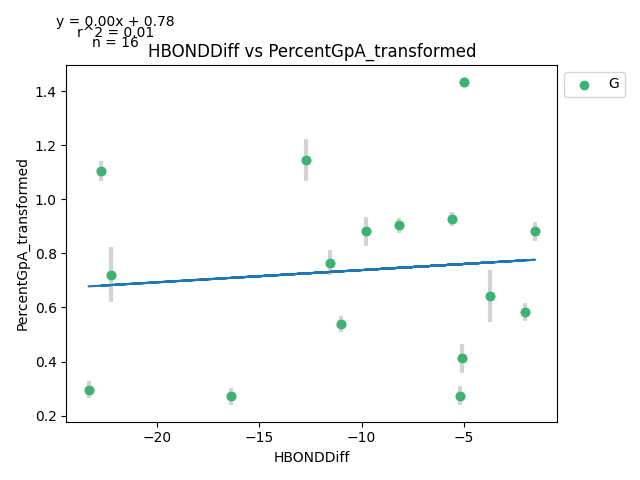 y = 0.00x + 0.78
r^2 = 0.01
n = 16
HBONDDiff vs PercentGpA_transformed
G
PercentGpA_transformed
1.4
1.2
1.0
0.8
0.6
0.4
0.2
−20
−15
−10
−5
HBONDDiff